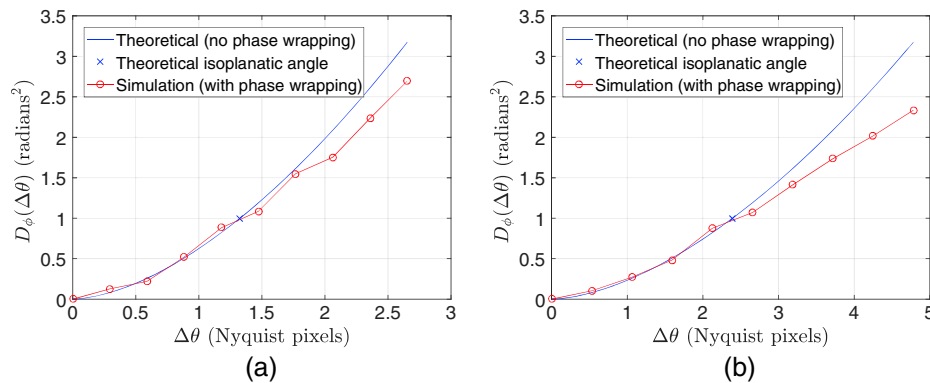 3.5
3
2.5
2
1.5
1
0.5
0
Dϕ(Δθ) (radians²)
Theoretical (no phase wrapping)
Theoretical isoplanatic angle
Simulation (with phase wrapping)
0 0.5 1 1.5 2 2.5 3
Δθ (Nyquist pixels)
(a)
3.5
3
2.5
2
1.5
1
0.5
0
Dϕ(Δθ) (radians²)
Theoretical (no phase wrapping)
Theoretical isoplanatic angle
Simulation (with phase wrapping)
0 1 2 3 4 5
Δθ (Nyquist pixels)
(b)